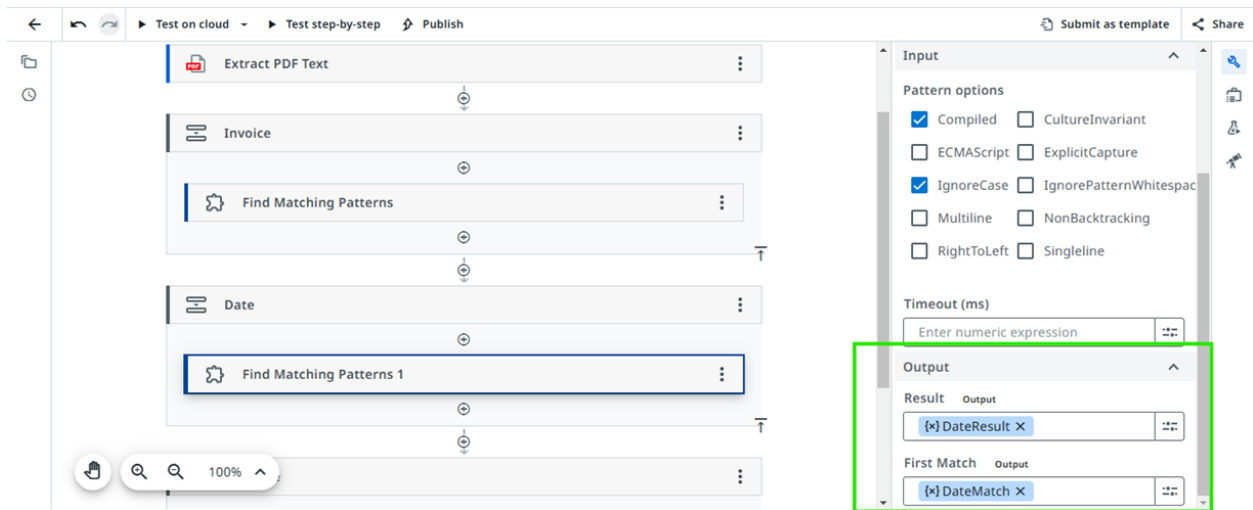 Test on cloud
Test step-by-step
Publish
Submit as template
Share
PDF
Extract PDF Text
Invoice
Find Matching Patterns
Date
Find Matching Patterns 1
100%
Input
Pattern options
Compiled CultureInvariant
ECMAScript ExplicitCapture
IgnoreCase IgnorePatternWhitespac
Multiline NonBacktracking
RightToLeft Singleline
Timeout (ms)
Enter numeric expression
Output
Result Output
{x} DateResult ×
First Match Output
{x} DateMatch ×